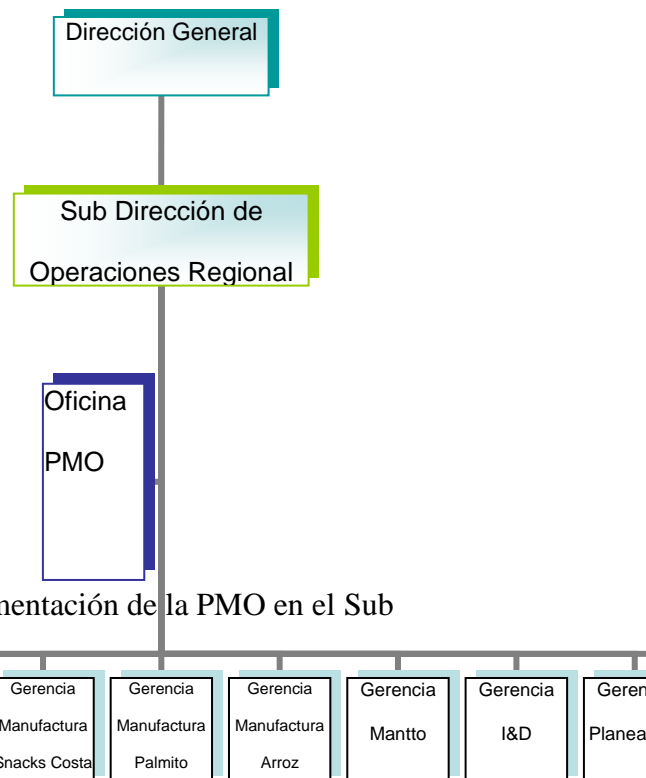 Dirección General
Sub Dirección de
Operaciones Regional
Oficina
PMO
mentación de la PMO en el Sub
Gerencia
Manufactura
Snacks Costa
Gerencia
Manufactura
Palmito
Gerencia
Manufactura
Arroz
Gerencia
Mantto
Gerencia
I&D
Geren
Planea